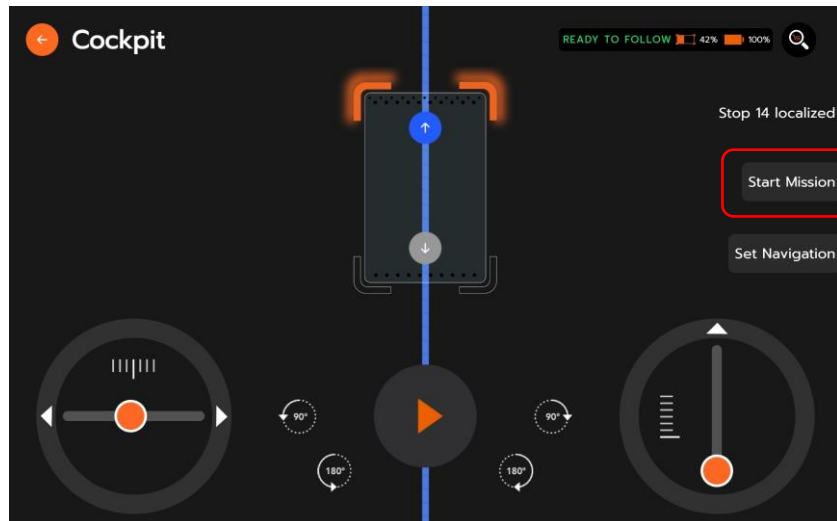 Cockpit
READY TO FOLLOW 42% 100%
Stop 14 localized
Start Mission
Set Navigation
90°
90°
180°
180°